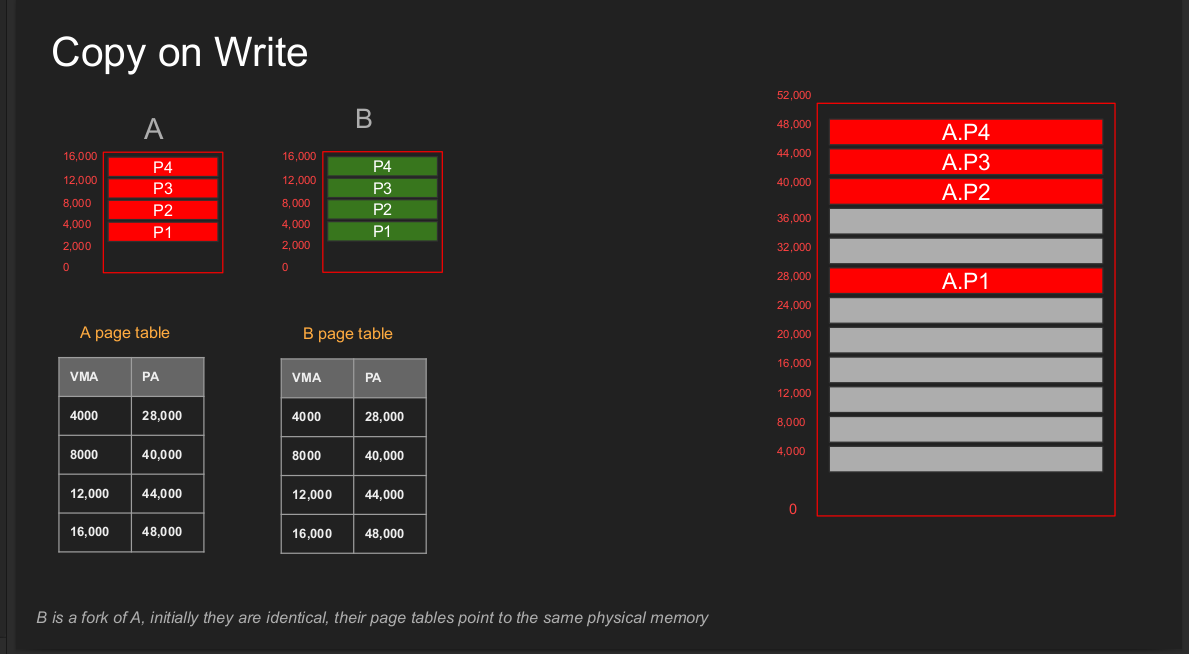 Copy on Write
A
16,000
P4
12,000
P3
8,000
P2
4,000
P1
2,000
0
B
16,000
P4
12,000
P3
8,000
P2
4,000
P1
2,000
0
A page table
VMA PA
4000 28,000
8000 40,000
12,000 44,000
16,000 48,000
B page table
VMA PA
4000 28,000
8000 40,000
12,000 44,000
16,000 48,000
52,000
48,000 A.P4
44,000 A.P3
40,000 A.P2
36,000
32,000
28,000 A.P1
24,000
20,000
16,000
12,000
8,000
4,000
0
B is a fork of A, initially they are identical, their page tables point to the same physical memory